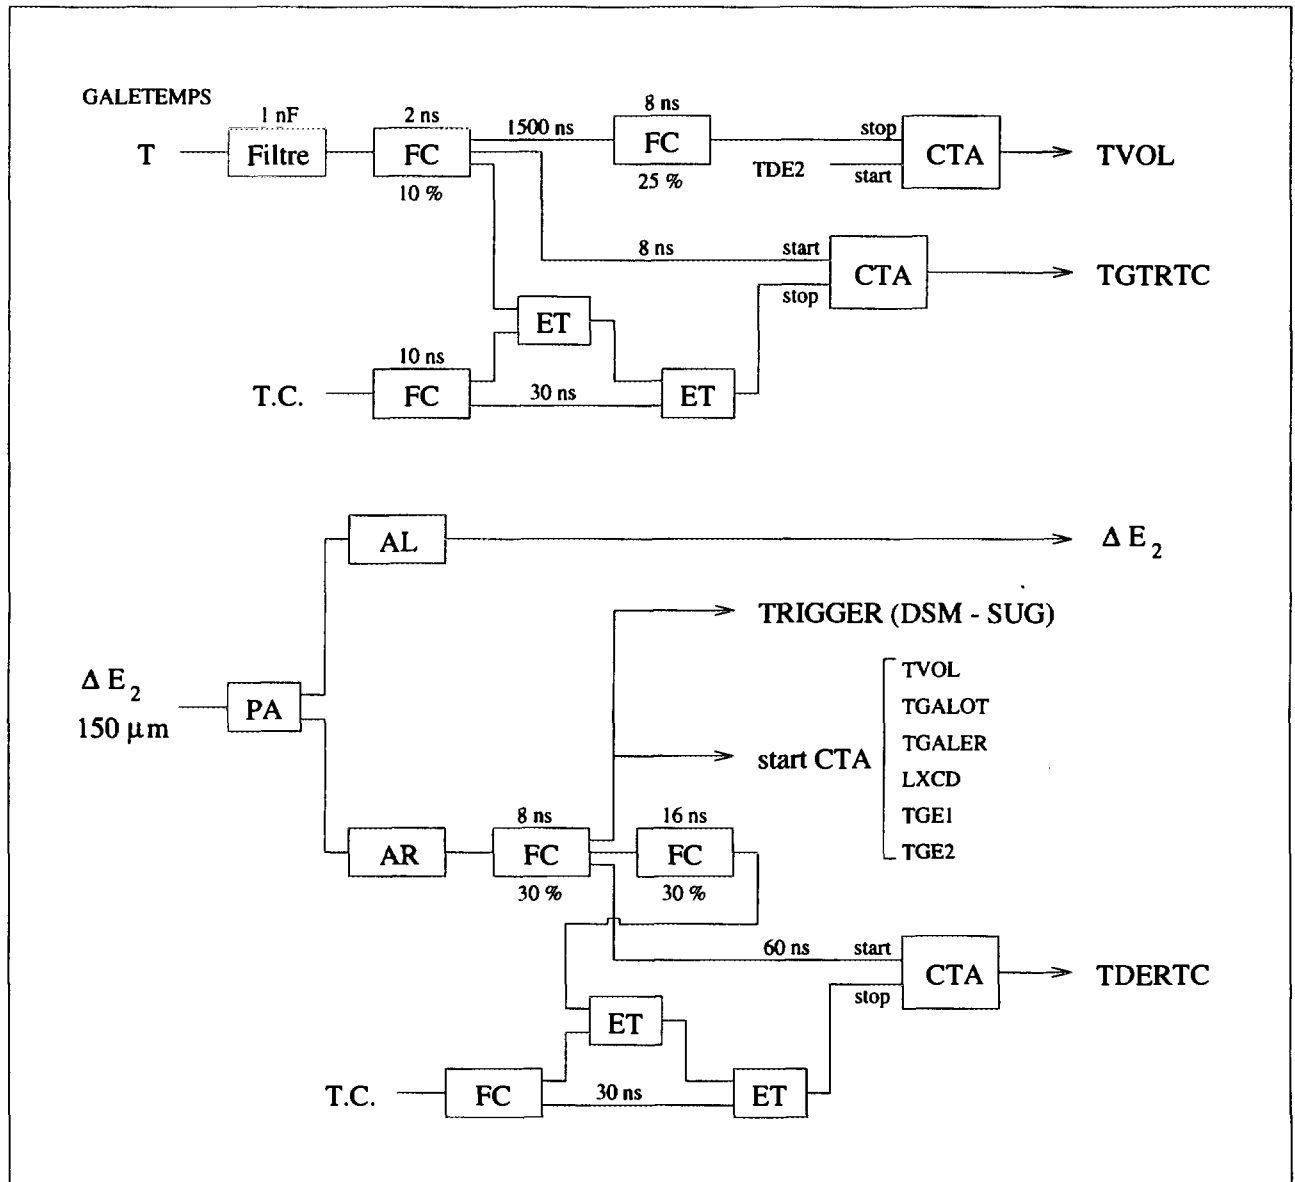 GALETEMPS
1 nF
2 ns
8 ns
T
Filtre
FC
1500 ns
FC
stop
CTA
TVOL
10 %
25 %
TDE2
start
8 ns
start
CTA
TGTRTC
stop
ET
10 ns
T.C.
FC
30 ns
ET
AL
Δ E2
TRIGGER (DSM - SUG)
Δ E2
150 μm
PA
start CTA
TVOL
TGALOT
TGALER
LXCD
TGE1
TGE2
8 ns
16 ns
AR
FC
FC
30 %
30 %
60 ns
start
CTA
TDERTC
stop
ET
T.C.
FC
30 ns
ET